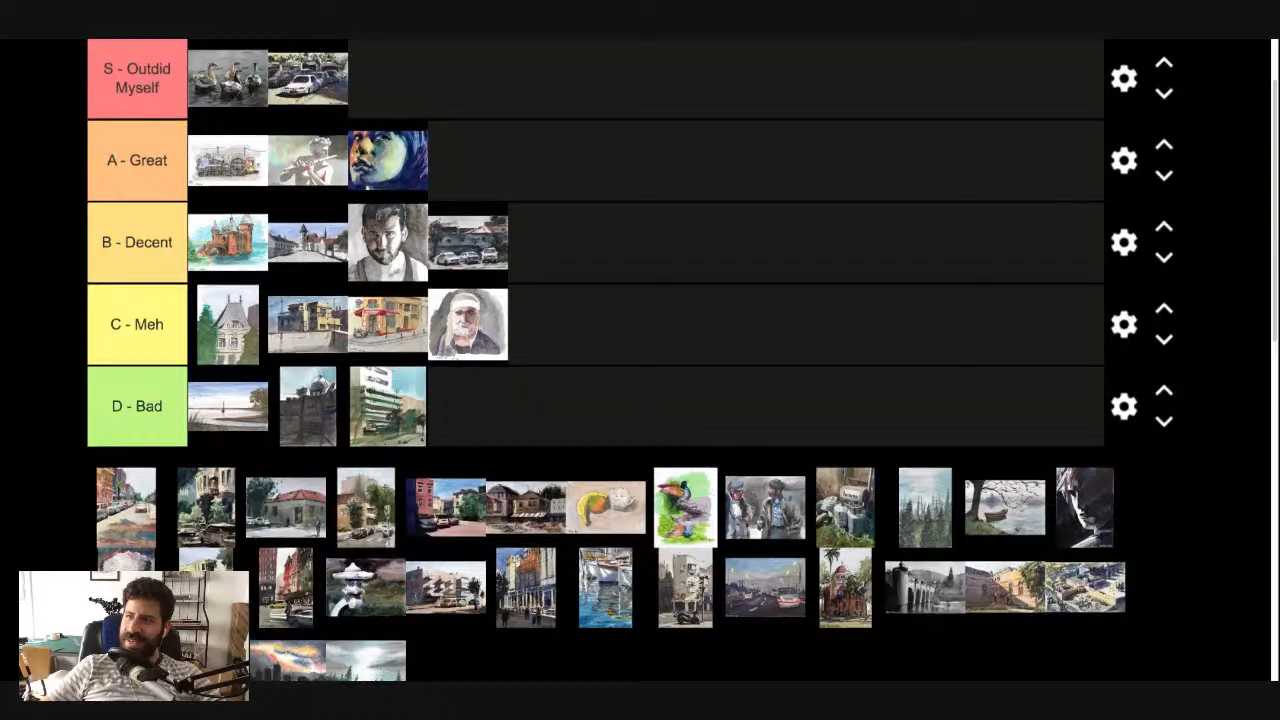 S - Outdid
Myself
A - Great
B - Decent
C - Meh
D - Bad